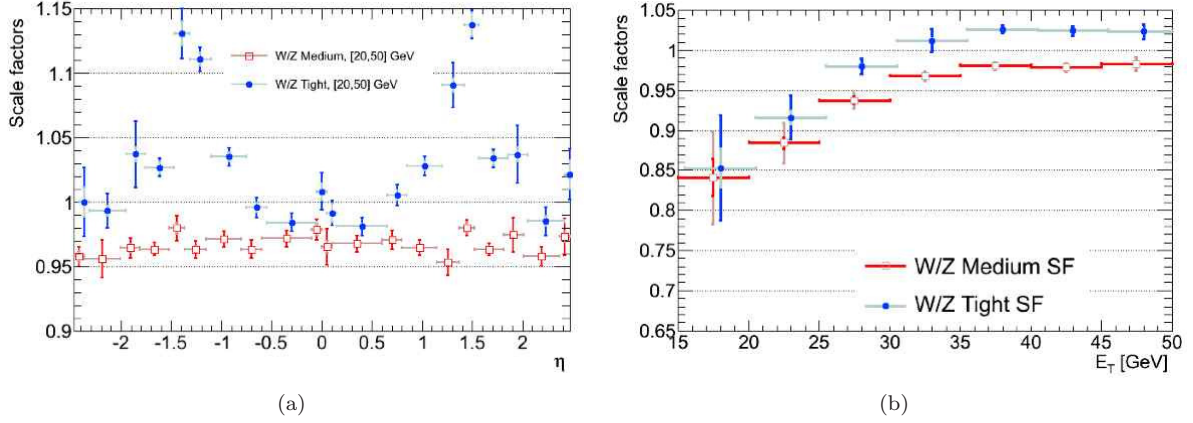 Scale factors
1.15
1.1
1.05
1
0.95
0.9
W/Z Medium, [20,50] GeV
W/Z Tight, [20,50] GeV
-2 -1.5 -1 -0.5 0 0.5 1 1.5 2
η
(a)
Scale factors
1.05
1
0.95
0.9
0.85
0.8
0.75
0.7
0.65
W/Z Medium SF
W/Z Tight SF
15 20 25 30 35 40 45 50
E_T [GeV]
(b)